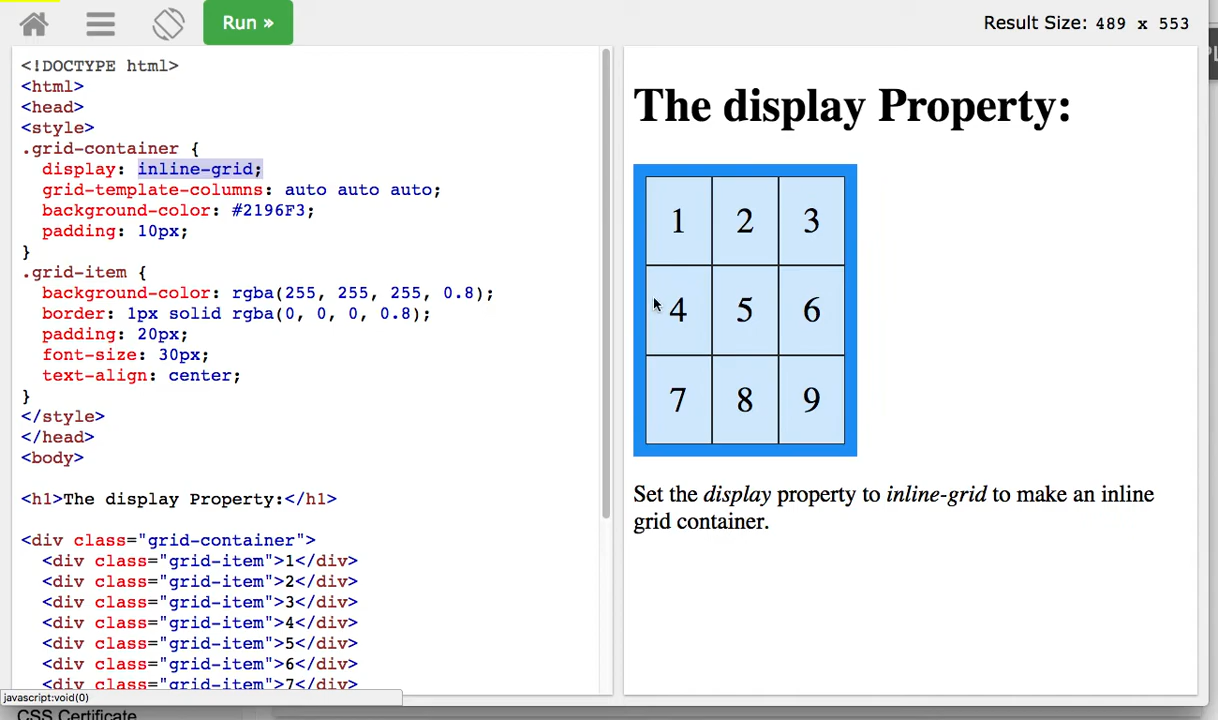 Run »
Result Size: 489 x 553
<!DOCTYPE html>
<html>
<head>
<style>
.grid-container {
display: inline-grid;
grid-template-columns: auto auto auto;
background-color: #2196F3;
padding: 10px;
}
.grid-item {
background-color: rgba(255, 255, 255, 0.8);
border: 1px solid rgba(0, 0, 0, 0.8);
padding: 20px;
font-size: 30px;
text-align: center;
}
</style>
</head>
<body>
<h1>The display Property:</h1>
<div class="grid-container">
<div class="grid-item">1</div>
<div class="grid-item">2</div>
<div class="grid-item">3</div>
<div class="grid-item">4</div>
<div class="grid-item">5</div>
<div class="grid-item">6</div>
<div class="grid-item">7</div>
javascript:void(0)
CSS Certificate
The display Property:
1 2 3
4 5 6
7 8 9
Set the display property to inline-grid to make an inline
grid container.